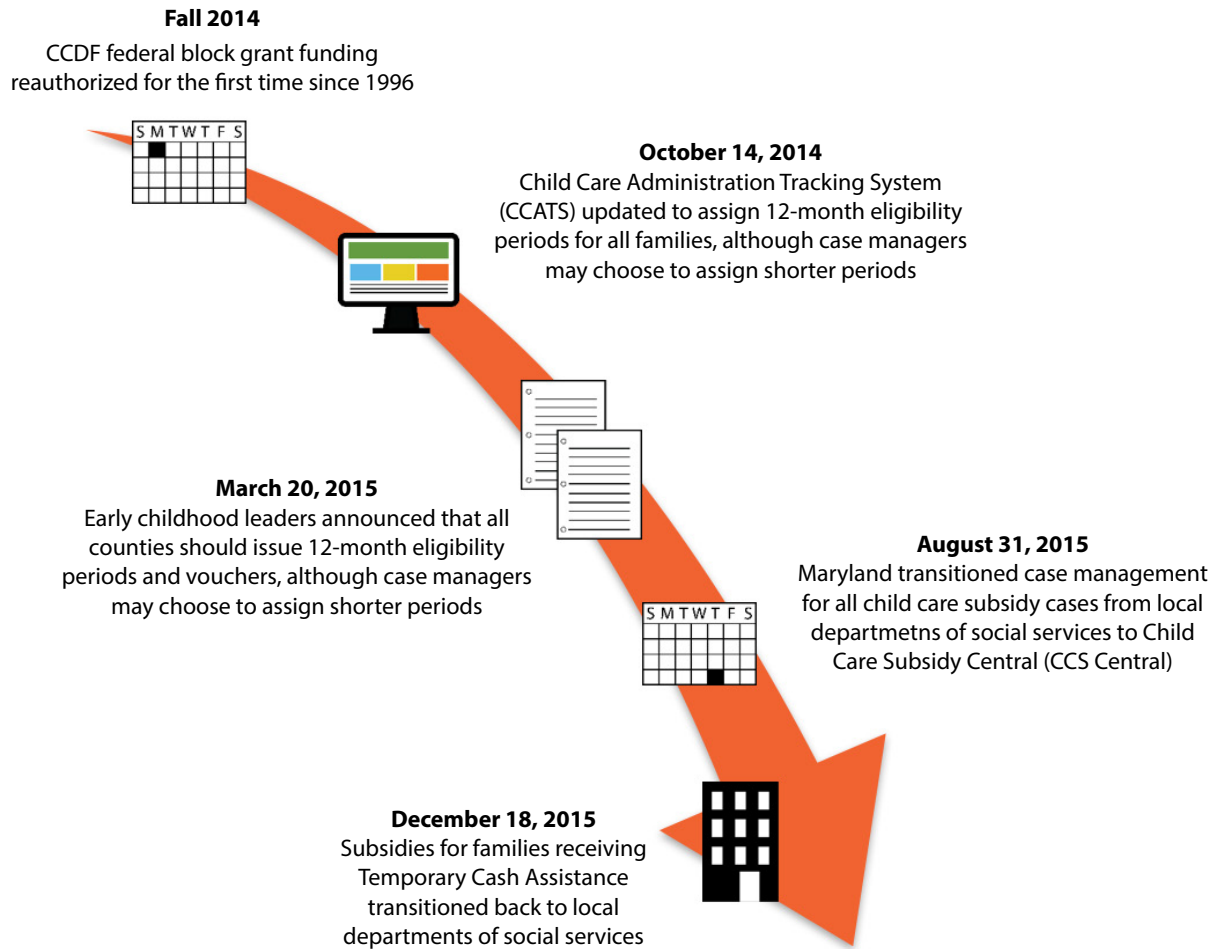 Fall 2014
CCDF federal block grant funding
reauthorized for the first time since 1996
S M T W T F S
October 14, 2014
Child Care Administration Tracking System
(CCATS) updated to assign 12-month eligibility
periods for all families, although case managers
may choose to assign shorter periods
March 20, 2015
Early childhood leaders announced that all
counties should issue 12-month eligibility
periods and vouchers, although case managers
may choose to assign shorter periods
August 31, 2015
Maryland transitioned case management
for all child care subsidy cases from local
departmetns of social services to Child
Care Subsidy Central (CCS Central)
S M T W T F S
December 18, 2015
Subsidies for families receiving
Temporary Cash Assistance
transitioned back to local
departments of social services